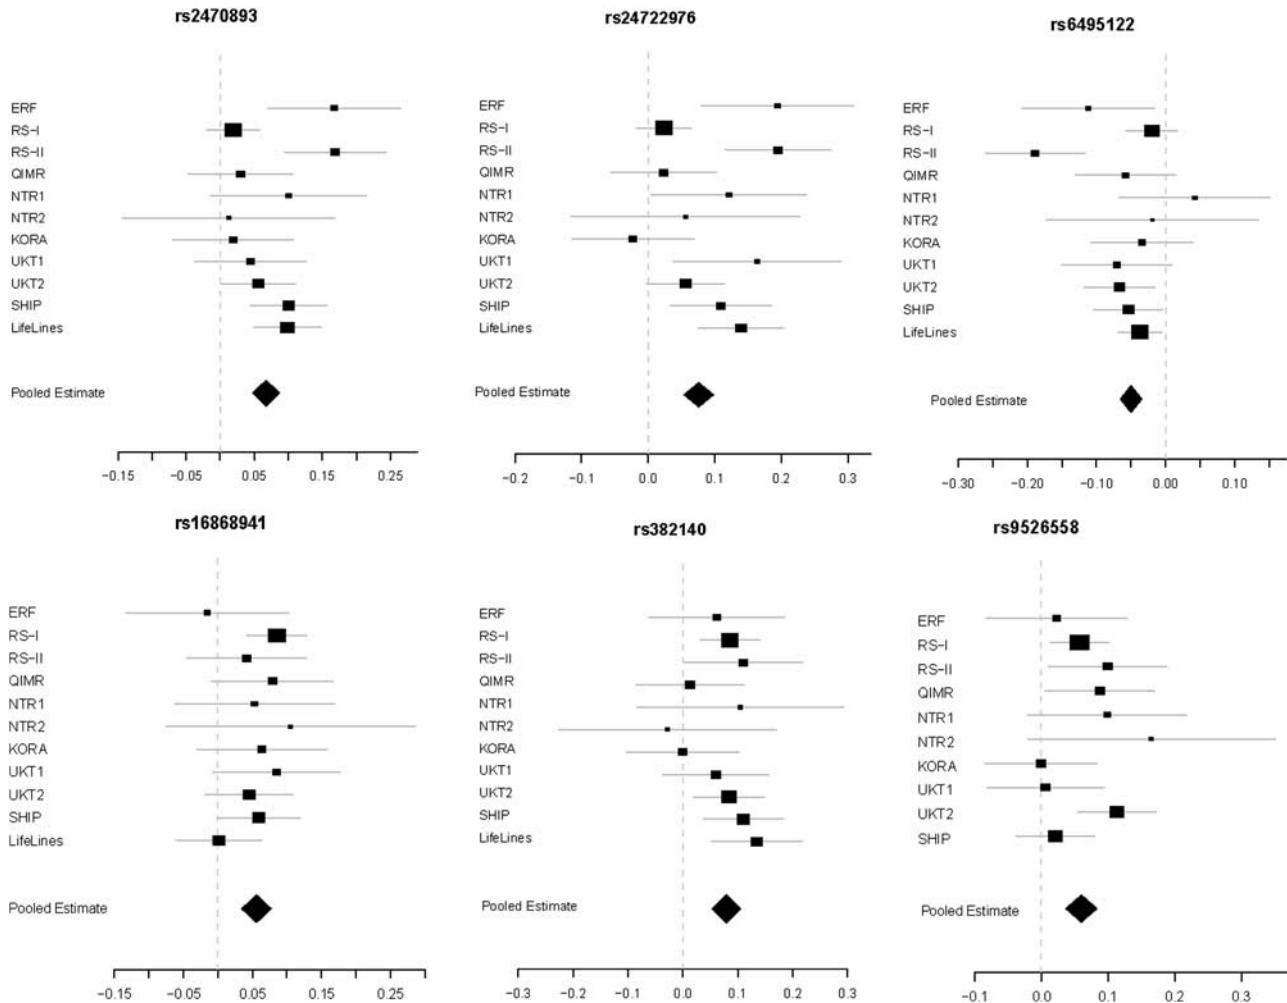 rs2470893
ERF
RS-I
RS-II
QIMR
NTR1
NTR2
KORA
UKT1
UKT2
SHIP
LifeLines
Pooled Estimate
−0.15 −0.05 0.05 0.15 0.25
rs24722976
ERF
RS-I
RS-II
QIMR
NTR1
NTR2
KORA
UKT1
UKT2
SHIP
LifeLines
Pooled Estimate
−0.2 −0.1 0.0 0.1 0.2 0.3
rs6495122
ERF
RS-I
RS-II
QIMR
NTR1
NTR2
KORA
UKT1
UKT2
SHIP
LifeLines
Pooled Estimate
−0.30 −0.20 −0.10 0.00 0.10
rs16868941
ERF
RS-I
RS-II
QIMR
NTR1
NTR2
KORA
UKT1
UKT2
SHIP
LifeLines
Pooled Estimate
−0.15 −0.05 0.05 0.15 0.25
rs382140
ERF
RS-I
RS-II
QIMR
NTR1
NTR2
KORA
UKT1
UKT2
SHIP
LifeLines
Pooled Estimate
−0.3 −0.2 −0.1 0.0 0.1 0.2 0.3
rs9526558
ERF
RS-I
RS-II
QIMR
NTR1
NTR2
KORA
UKT1
UKT2
SHIP
Pooled Estimate
−0.1 0.0 0.1 0.2 0.3